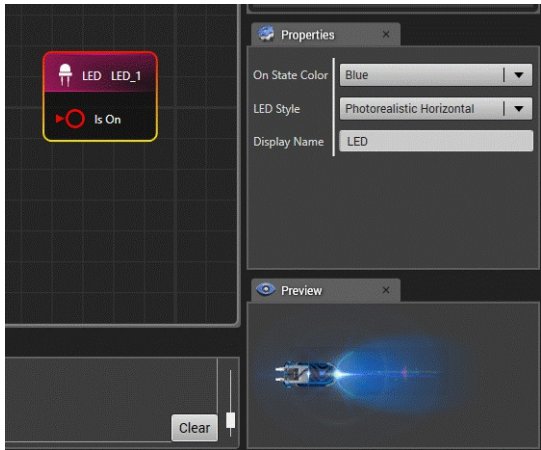 LED LED_1
Is On
Properties
On State Color Blue
LED Style Photorealistic Horizontal
Display Name LED
Preview
Clear